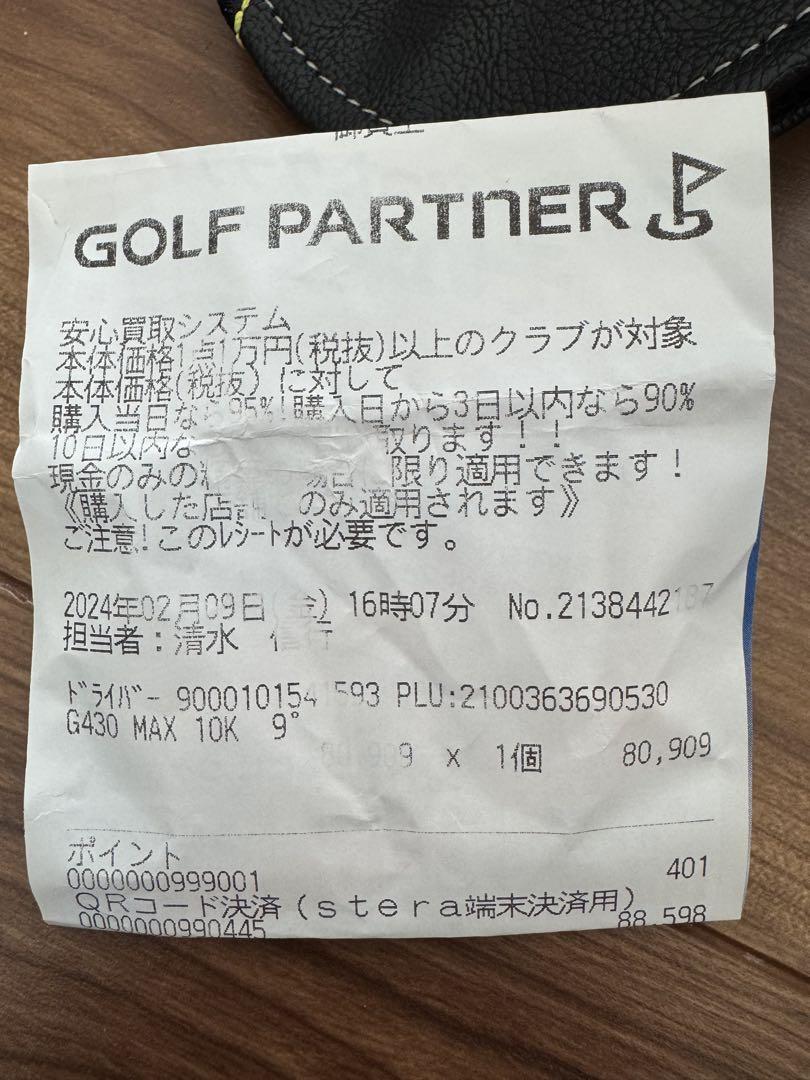 GOLF PARTNER
安心買取システム
本体価格1点1万円(税抜)以上のクラブが対象
本体価格(税抜)に対して
購入当日なら95%!購入日から3日以内なら90%
10日以内な 取ります!!
現金のみの 限り適用できます!
《購入した店 のみ適用されます》
ご注意!このレシートが必要です。
2024年02月09日(金) 16時07分 No.2138442187
担当者:清水 信行
ドライバー 9000101541593 PLU:2100363690530
G430 MAX 10K 9°
80,909 x 1個 80,909
ポイント
0000000999001 401
QRコード決済(stera端末決済用)
0000000990445 88,598